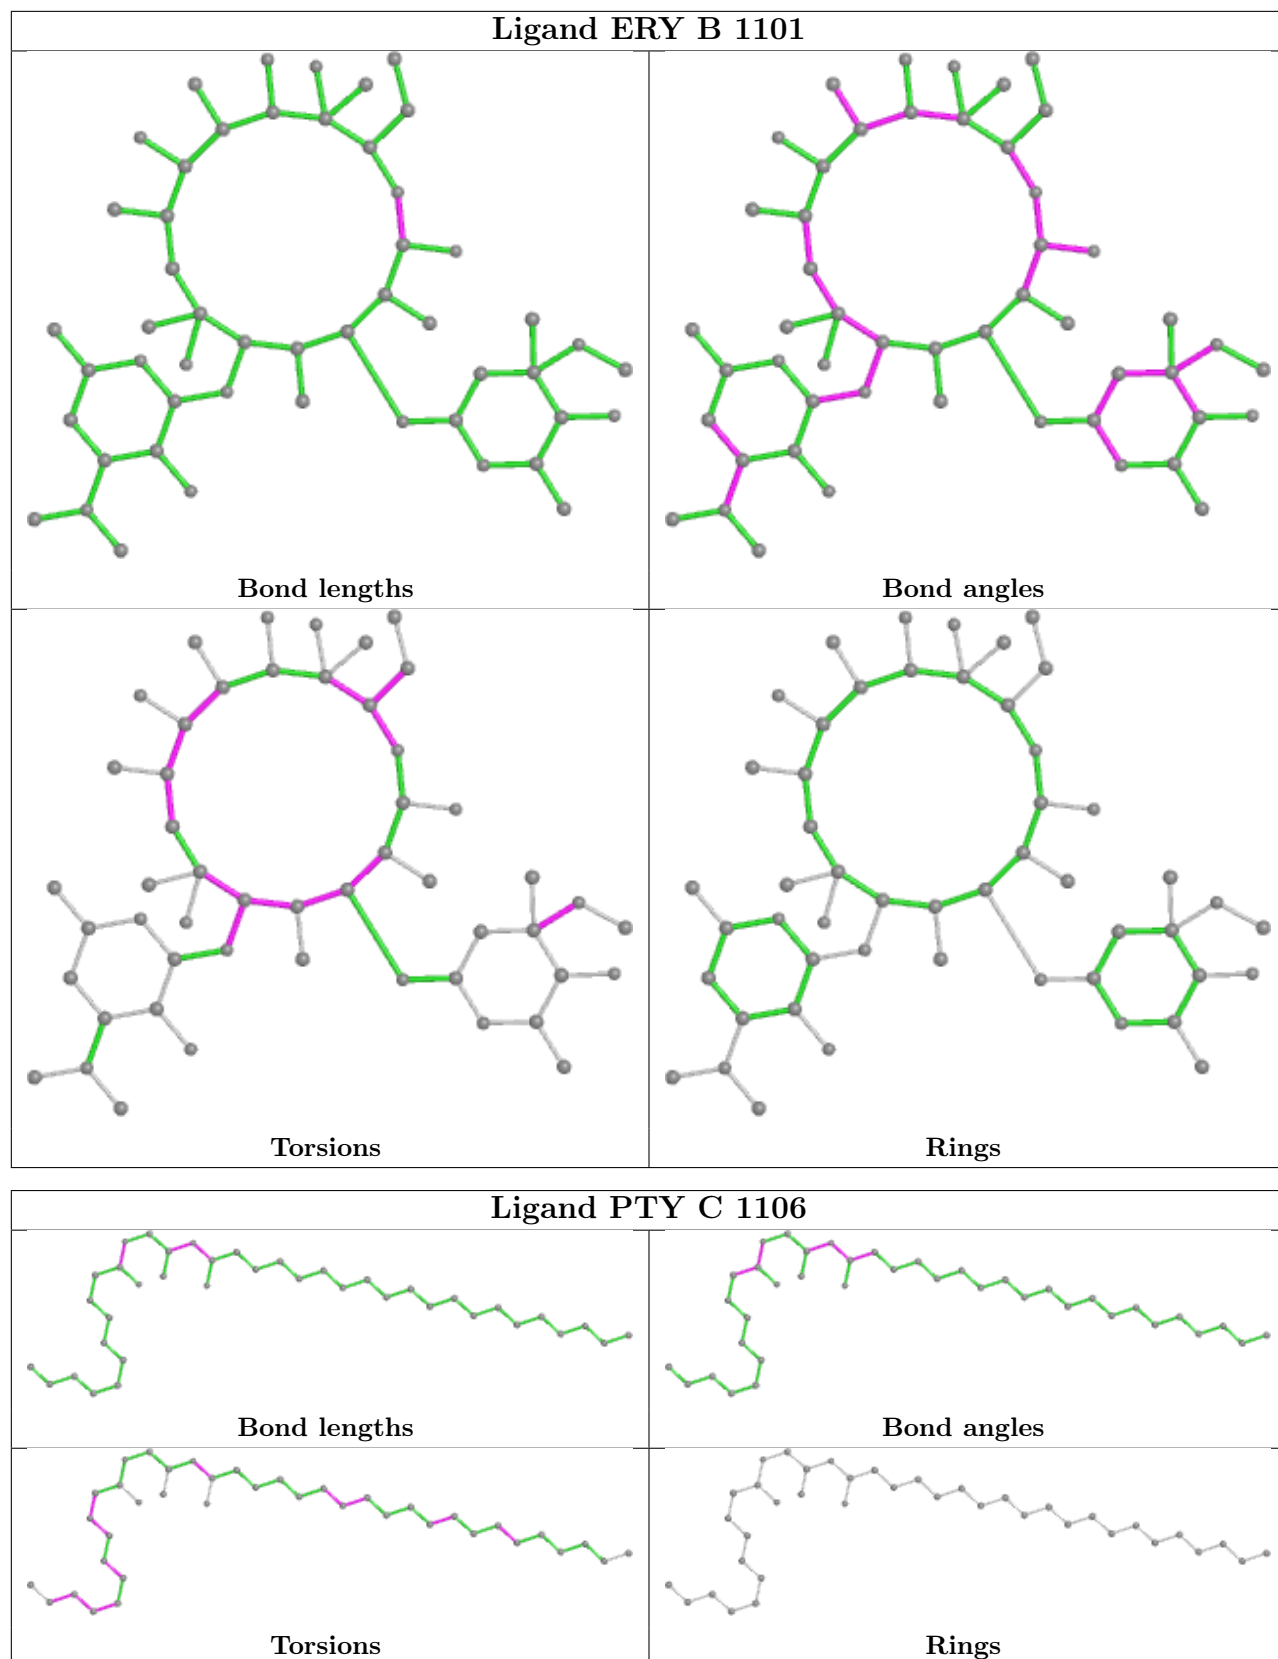 Ligand ERY B 1101
Bond lengths
Bond angles
Torsions
Rings
Ligand PTY C 1106
Bond lengths
Bond angles
Torsions
Rings